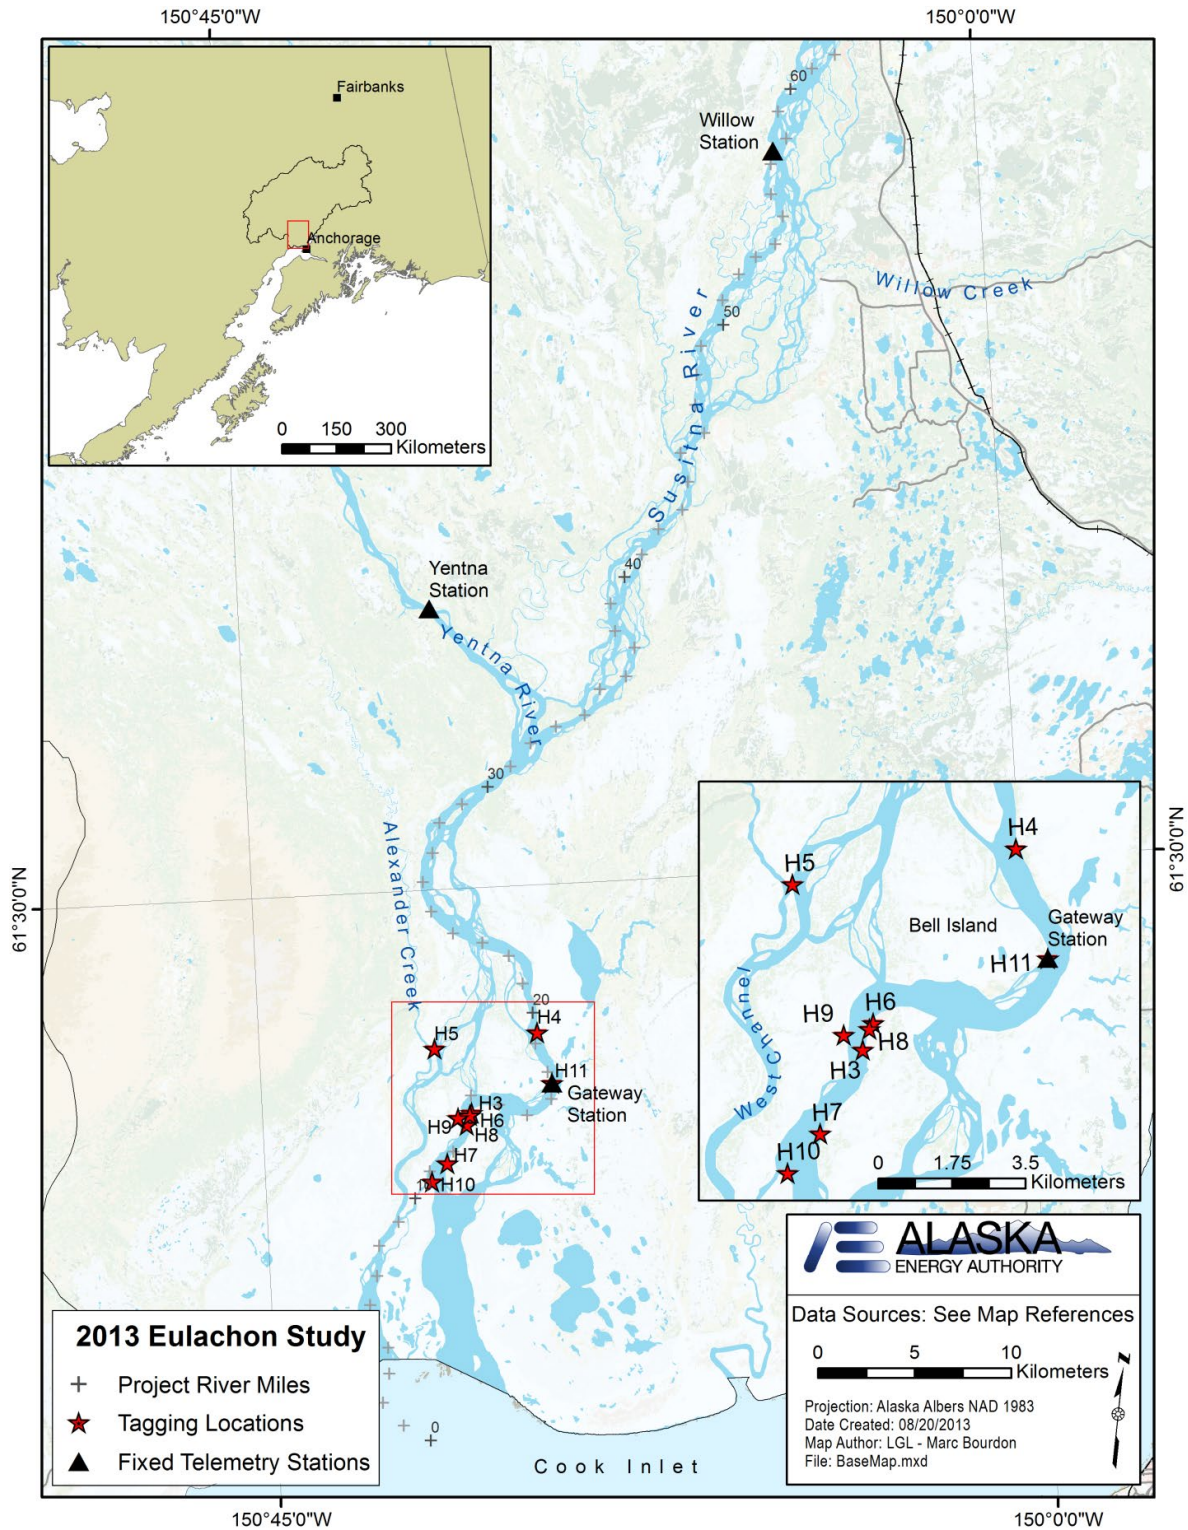 150°45'0"W
150°0'0"W
Fairbanks
Anchorage
0 150 300
Kilometers
60
Willow
Station
Willow Creek
50
Susitna River
40
Yentna
Station
Yentna River
30
Alexander Creek
61°30'0"N
61°30'0"N
20
H4
H5
H11
Gateway
Station
H3
H6
H9
H8
H7
H10
10
H4
H5
Bell Island
Gateway
Station
H11
H6
H9
H8
H3
West Channel
H7
H10
0 1.75 3.5
Kilometers
ALASKA
ENERGY AUTHORITY
Data Sources: See Map References
0 5 10
Kilometers
N
Projection: Alaska Albers NAD 1983
Date Created: 08/20/2013
Map Author: LGL - Marc Bourdon
File: BaseMap.mxd
2013 Eulachon Study
Project River Miles
Tagging Locations
Fixed Telemetry Stations
0
Cook Inlet
150°45'0"W
150°0'0"W